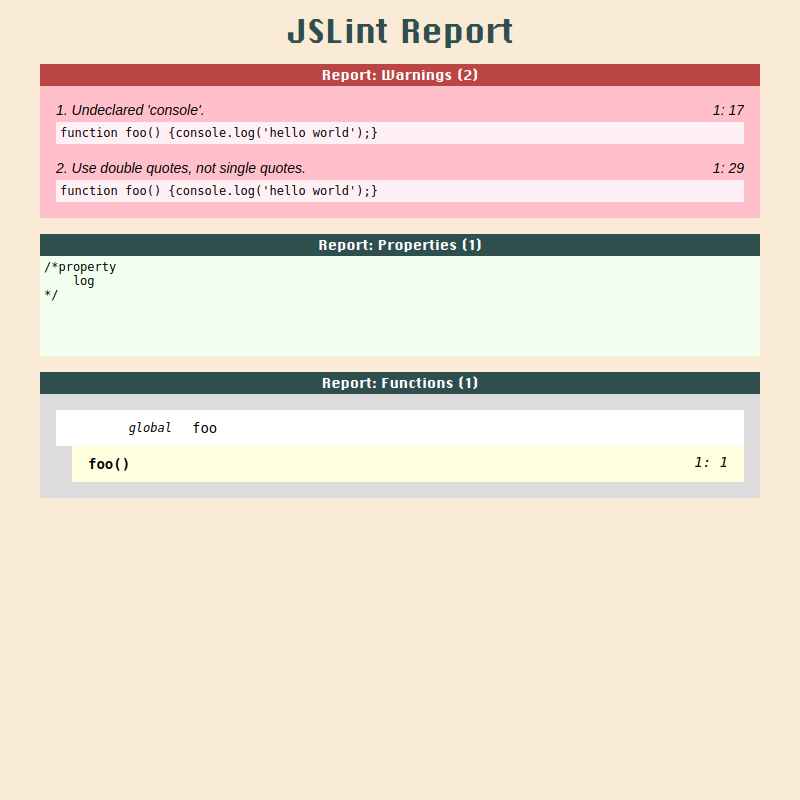 JSLint Report
Report: Warnings (2)
1. Undeclared 'console'. 1: 17
function foo() {console.log('hello world');}
2. Use double quotes, not single quotes. 1: 29
function foo() {console.log('hello world');}
Report: Properties (1)
/*property
    log
*/
Report: Functions (1)
global foo
foo() 1: 1